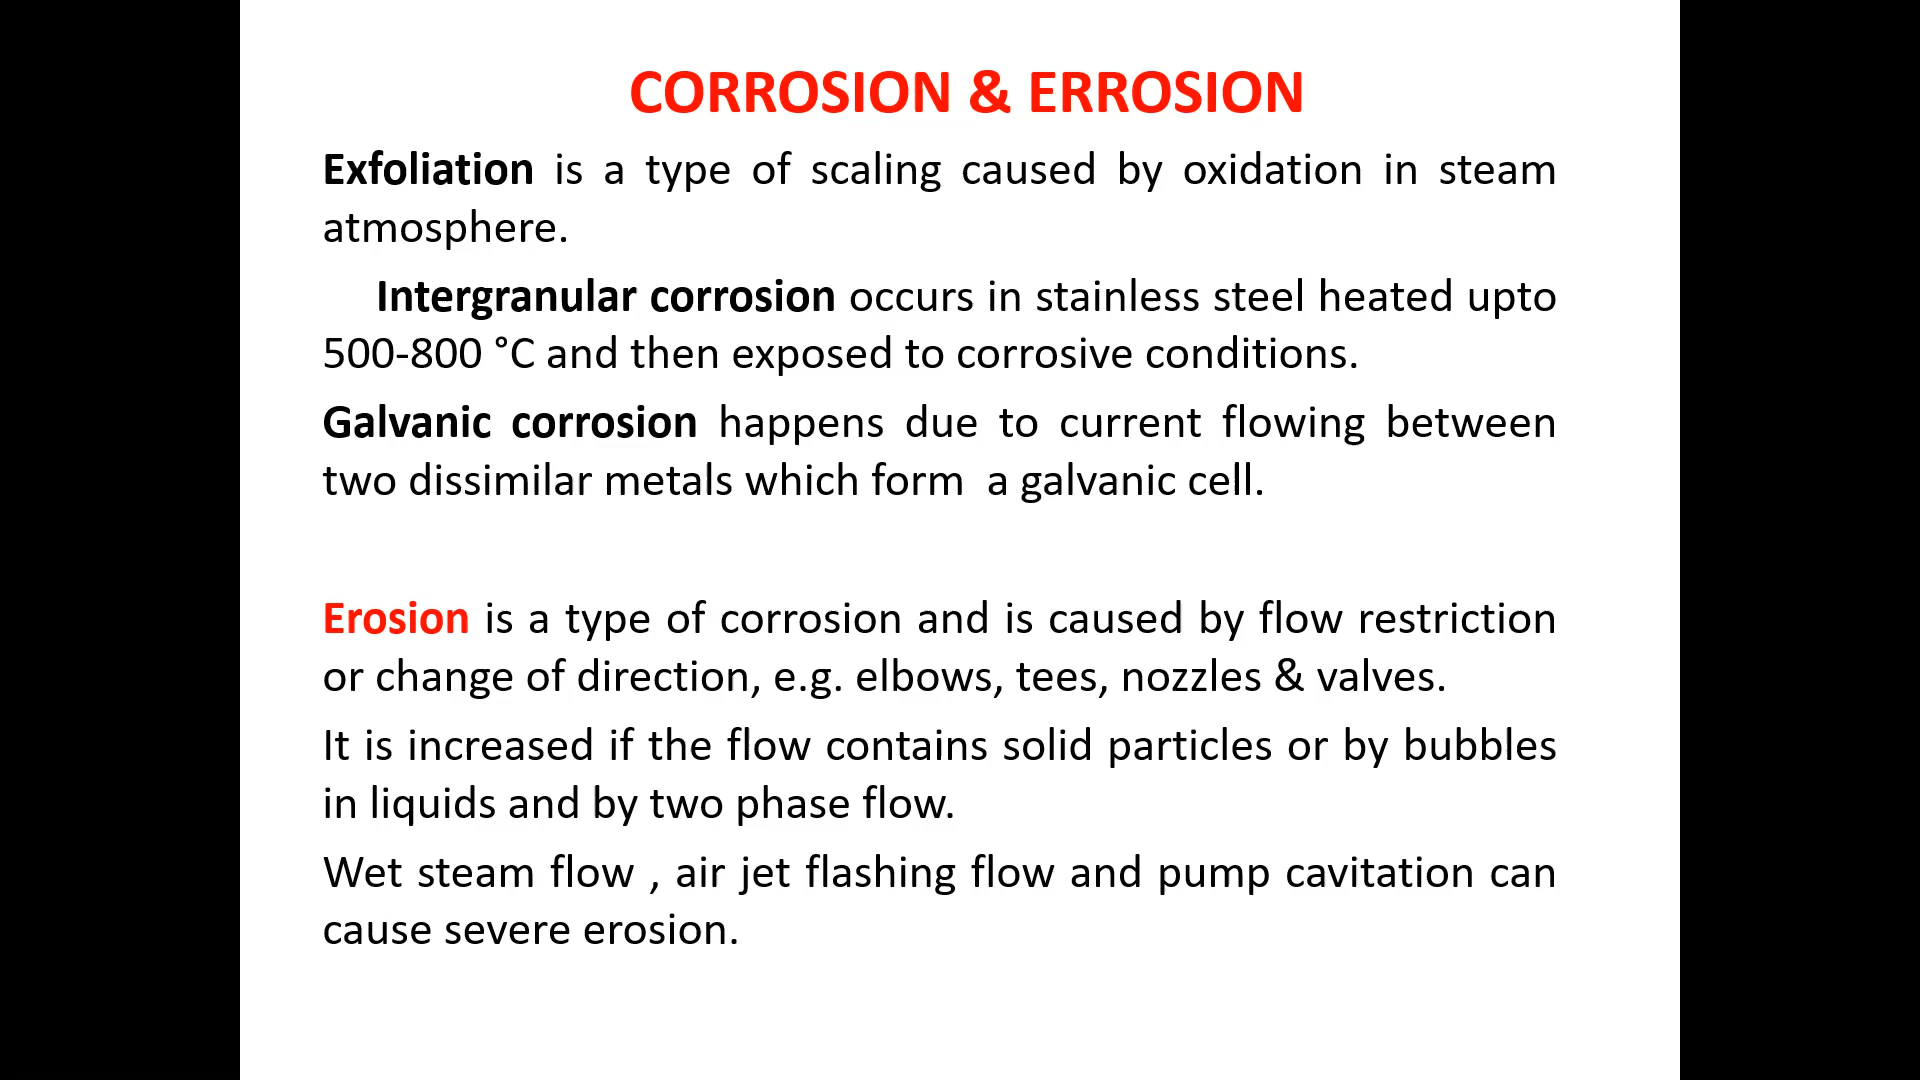 CORROSION & ERROSION
Exfoliation is a type of scaling caused by oxidation in steam
atmosphere.
Intergranular corrosion occurs in stainless steel heated upto
500-800 °C and then exposed to corrosive conditions.
Galvanic corrosion happens due to current flowing between
two dissimilar metals which form  a galvanic cell.
Erosion is a type of corrosion and is caused by flow restriction
or change of direction, e.g. elbows, tees, nozzles & valves.
It is increased if the flow contains solid particles or by bubbles
in liquids and by two phase flow.
Wet steam flow , air jet flashing flow and pump cavitation can
cause severe erosion.